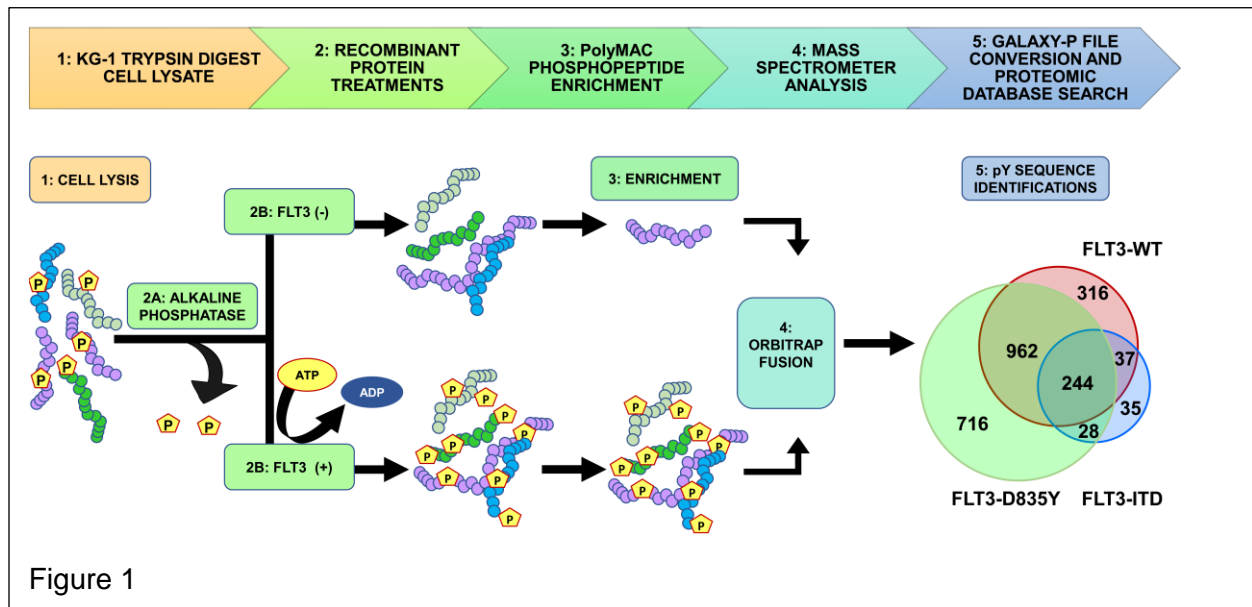 1: KG-1 TRYPSIN DIGEST
CELL LYSATE
2: RECOMBINANT
PROTEIN
TREATMENTS
3: PolyMAC
PHOSPHOPEPTIDE
ENRICHMENT
4: MASS
SPECTROMETER
ANALYSIS
5: GALAXY-P FILE
CONVERSION AND
PROTEOMIC
DATABASE SEARCH
1: CELL LYSIS
P
P
P
P
P
2A: ALKALINE
PHOSPHATASE
P
P
2B: FLT3 (-)
ATP
ADP
2B: FLT3 (+)
P
P
P
P
P
P
P
P
P
3: ENRICHMENT
P
P
P
P
P
P
P
P
P
4:
ORBITRAP
FUSION
5: pY SEQUENCE
IDENTIFICATIONS
FLT3-WT
316
962
37
244
35
716
28
FLT3-D835Y
FLT3-ITD
Figure 1